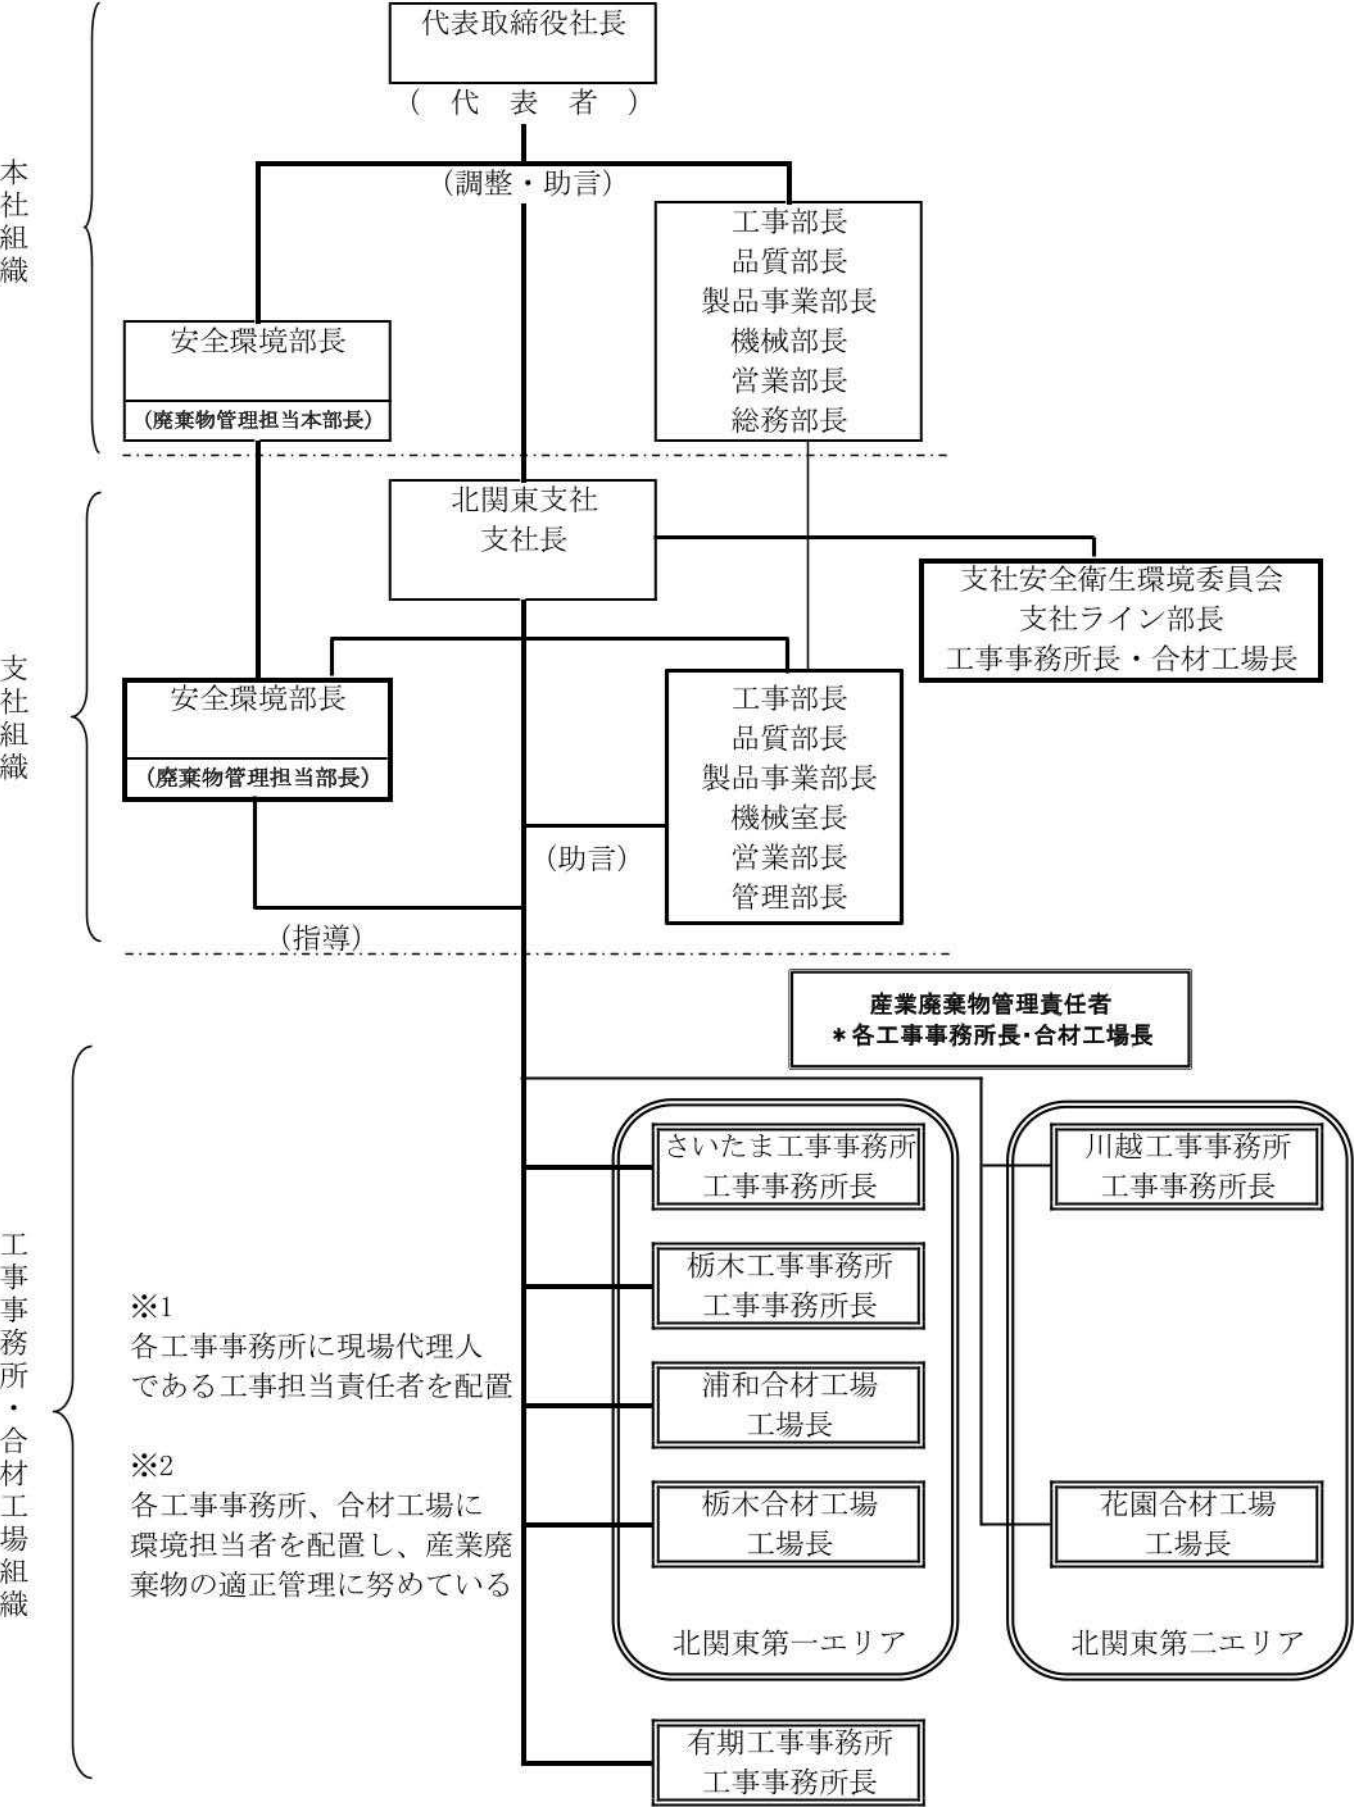 代表取締役社長
(　代　表　者　)
本社組織
(調整・助言)
工事部長
品質部長
製品事業部長
機械部長
営業部長
総務部長
安全環境部長
(廃棄物管理担当本部長)
支社組織
北関東支社
支社長
支社安全衛生環境委員会
支社ライン部長
工事事務所長・合材工場長
安全環境部長
(廃棄物管理担当部長)
工事部長
品質部長
製品事業部長
機械室長
営業部長
管理部長
(助言)
(指導)
産業廃棄物管理責任者
＊各工事事務所長・合材工場長
工事事務所・合材工場組織
さいたま工事事務所
工事事務所長
栃木工事事務所
工事事務所長
浦和合材工場
工場長
栃木合材工場
工場長
北関東第一エリア
川越工事事務所
工事事務所長
花園合材工場
工場長
北関東第二エリア
※1
各工事事務所に現場代理人
である工事担当責任者を配置
※2
各工事事務所、合材工場に
環境担当者を配置し、産業廃
棄物の適正管理に努めている
有期工事事務所
工事事務所長